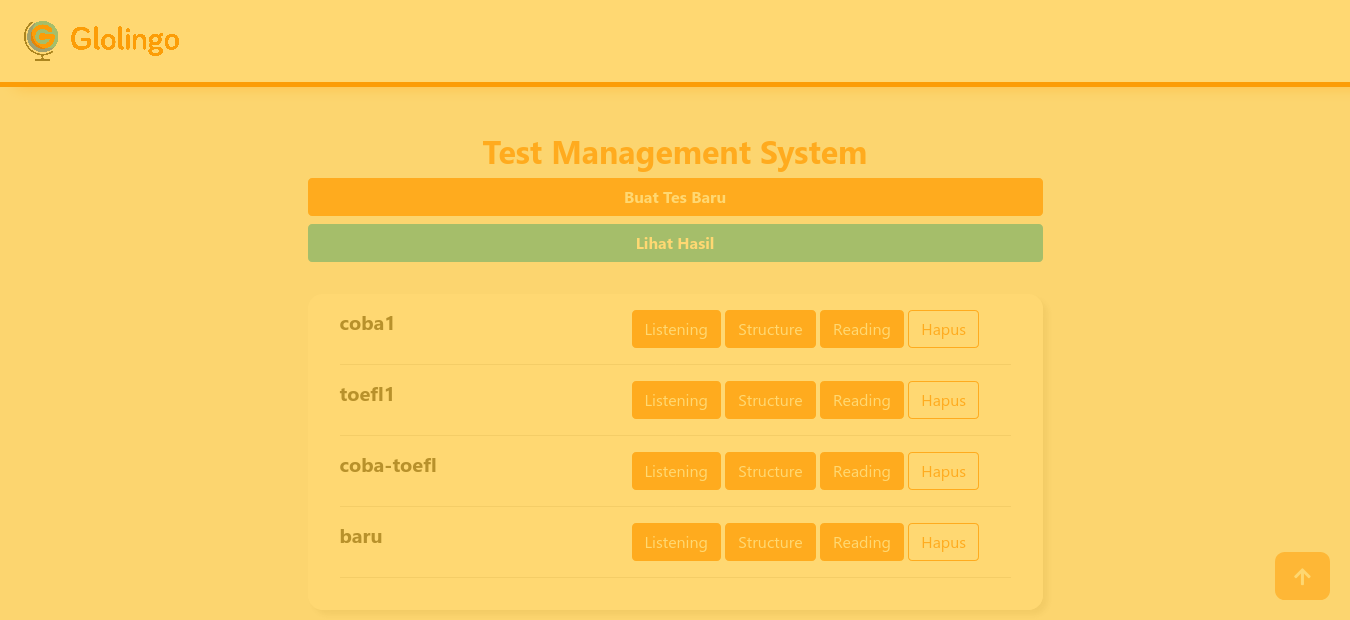 Glolingo
Test Management System
Buat Tes Baru
Lihat Hasil
coba1 Listening Structure Reading Hapus
toefl1 Listening Structure Reading Hapus
coba-toefl Listening Structure Reading Hapus
baru Listening Structure Reading Hapus